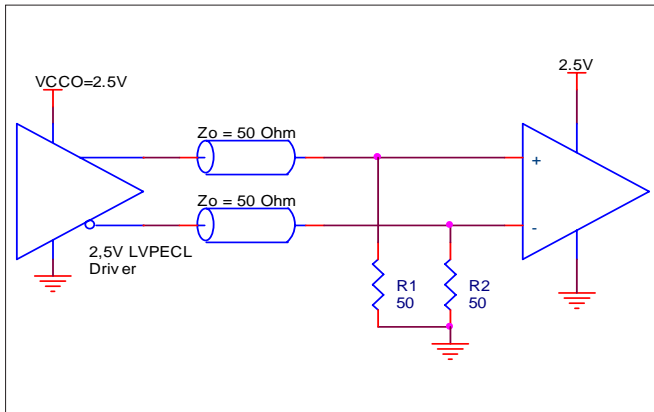 VCCO=2.5V
2.5V
Zo = 50 Ohm
+
Zo = 50 Ohm
-
2,5V LVPECL
Driver
R1
50
R2
50